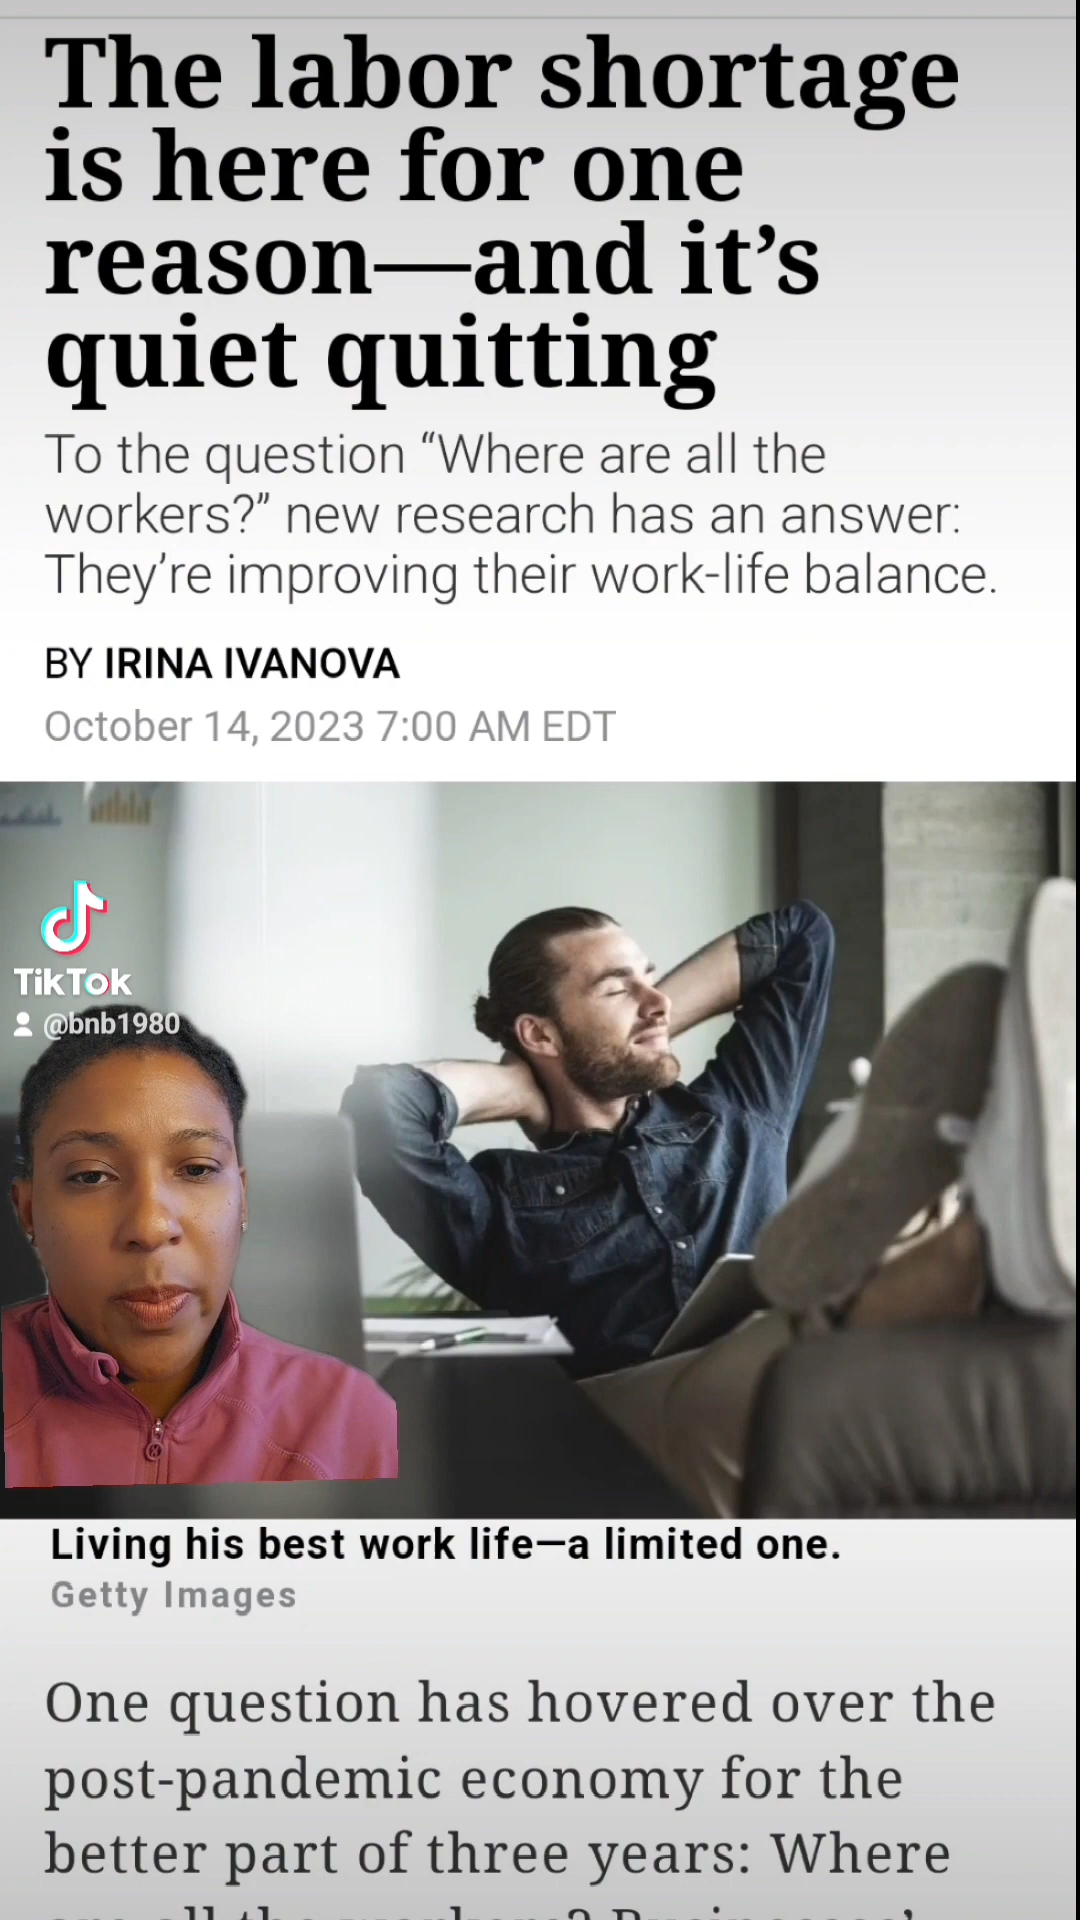 The labor shortage
is here for one
reason—and it’s
quiet quitting
To the question “Where are all the
workers?” new research has an answer:
They’re improving their work-life balance.
BY IRINA IVANOVA
October 14, 2023 7:00 AM EDT
TikTok
@bnb1980
Living his best work life—a limited one.
Getty Images
One question has hovered over the
post-pandemic economy for the
better part of three years: Where